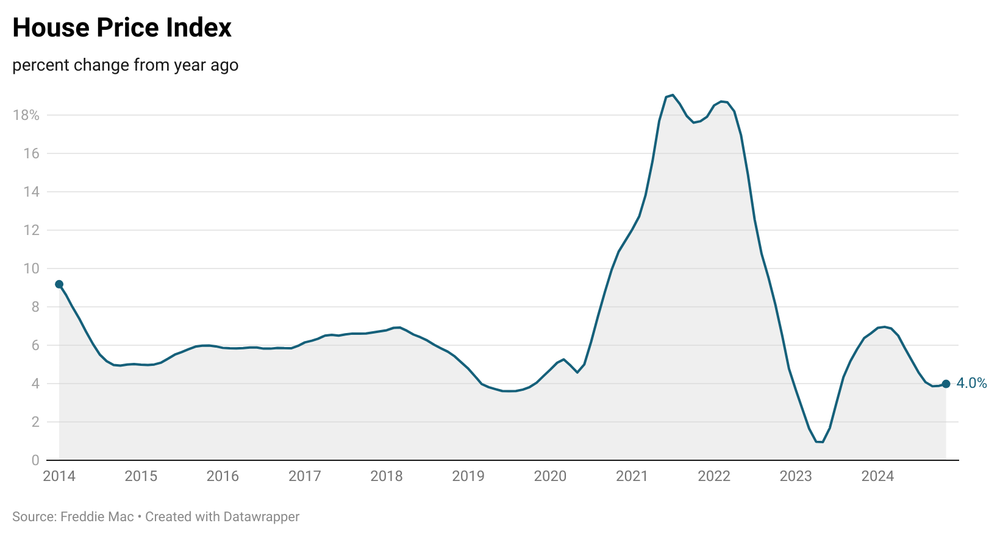 House Price Index
percent change from year ago
18%
16
14
12
10
8
6
4
2
0
4.0%
2014 2015 2016 2017 2018 2019 2020 2021 2022 2023 2024
Source: Freddie Mac • Created with Datawrapper